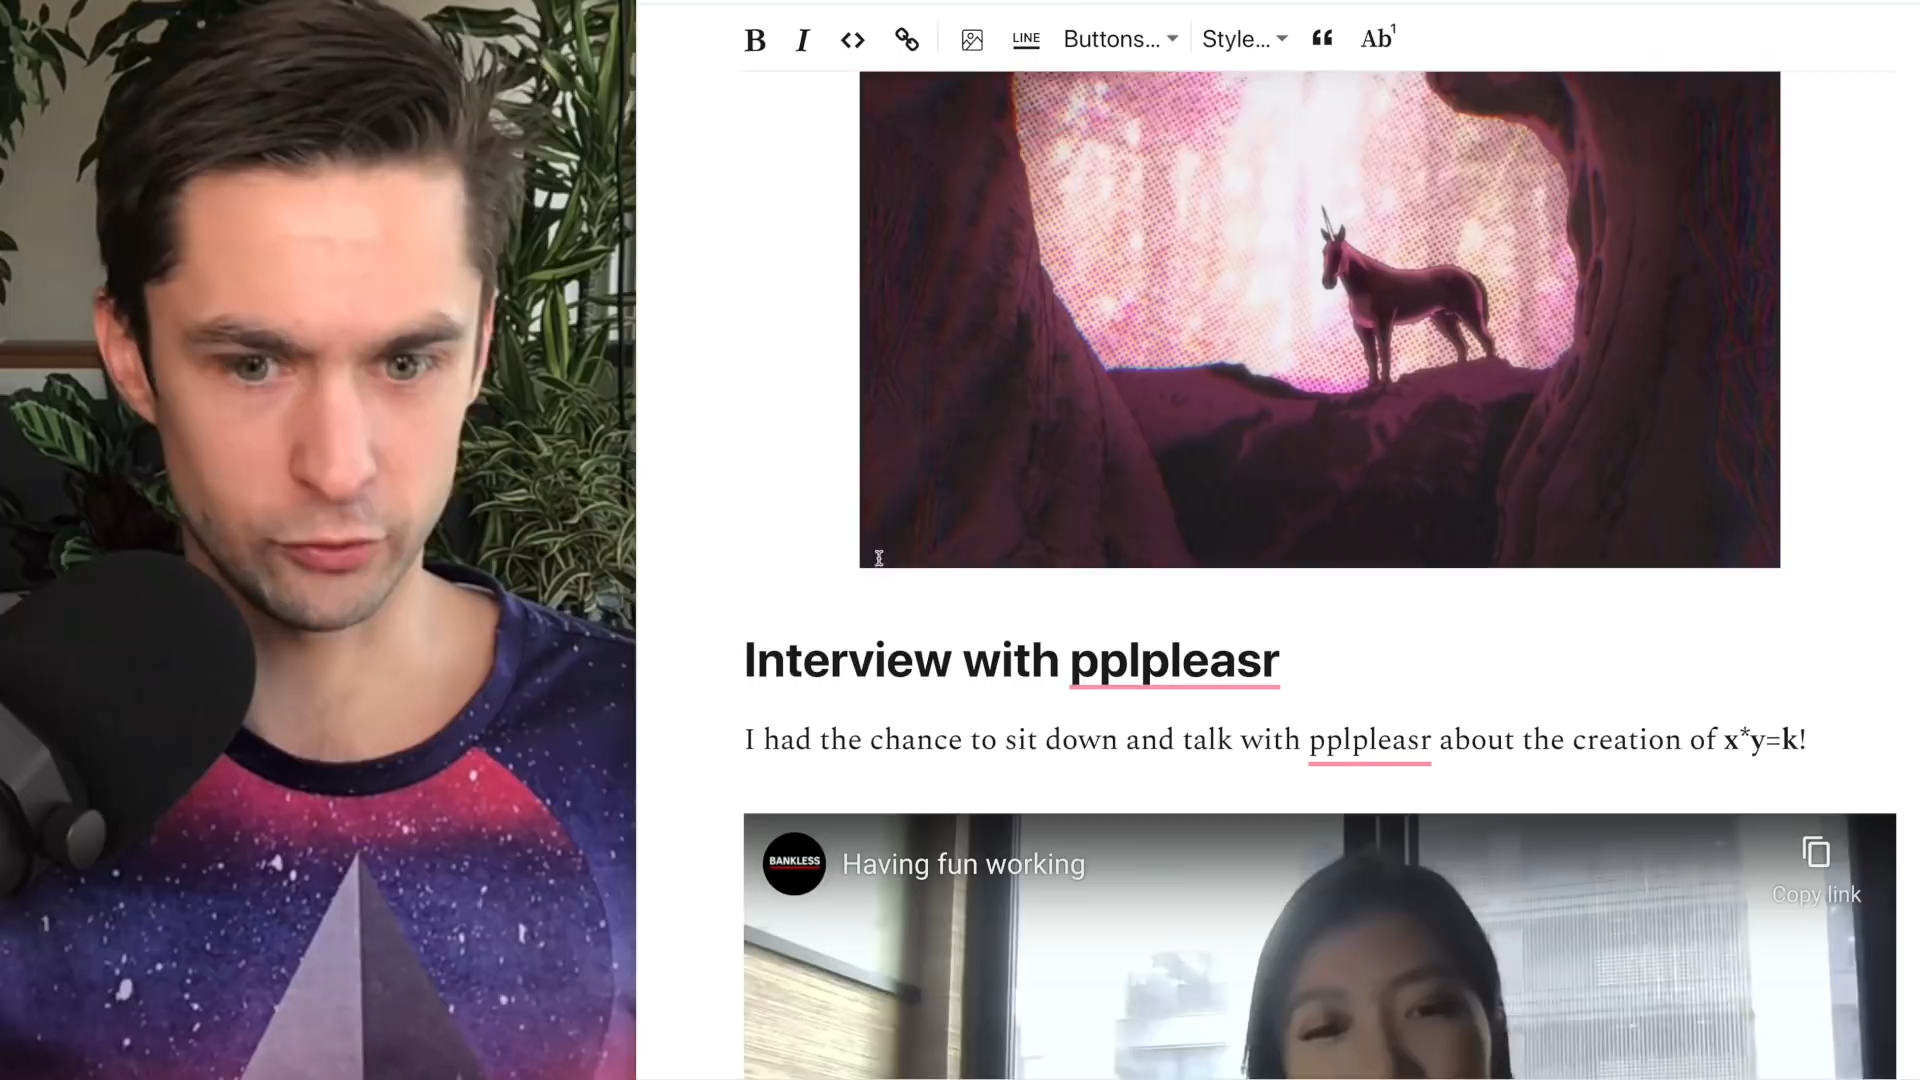 B I <> LINE Buttons... Style... “ Ab1
Interview with pplpleasr
I had the chance to sit down and talk with pplpleasr about the creation of x*y=k!
BANKLESS Having fun working
Copy link